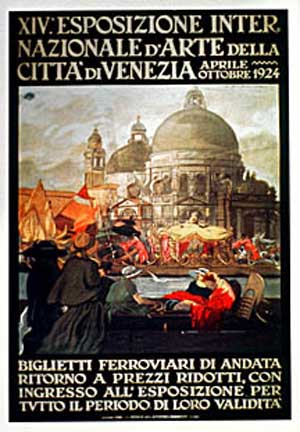 XIV. ESPOSIZIONE INTER
NAZIONALE D'ARTE DELLA
CITTÀ DI VENEZIA APRILE
OTTOBRE 1924
BIGLIETTI FERROVIARI DI ANDATA
RITORNO A PREZZI RIDOTTI, CON
INGRESSO ALL'ESPOSIZIONE PER
TVTTO IL PERIODO DI LORO VALIDITÀ